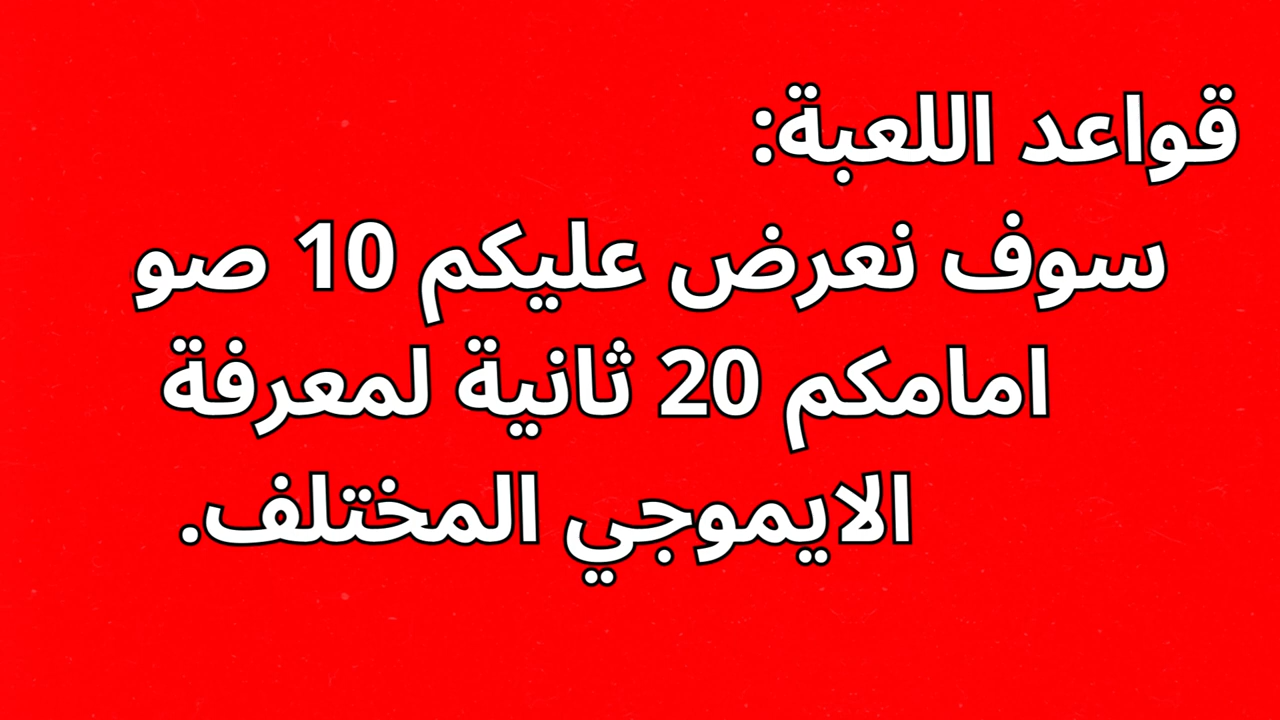 قواعد اللعبة:
سوف نعرض عليكم 10 صو
امامكم 20 ثانية لمعرفة
الايموجي المختلف.